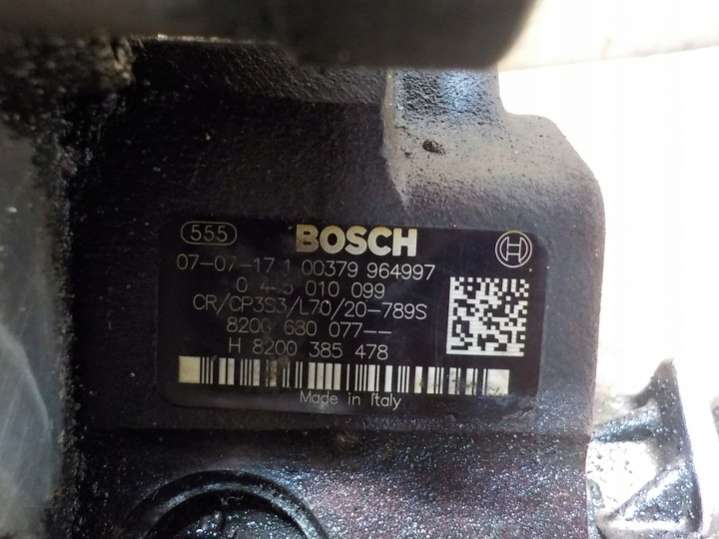 555 BOSCH
07-07-17 1 00379 964997
0 445 010 099
CR/CP3S3/L70/20-789S
8200 680 077--
H 8200 385 478
Made in Italy